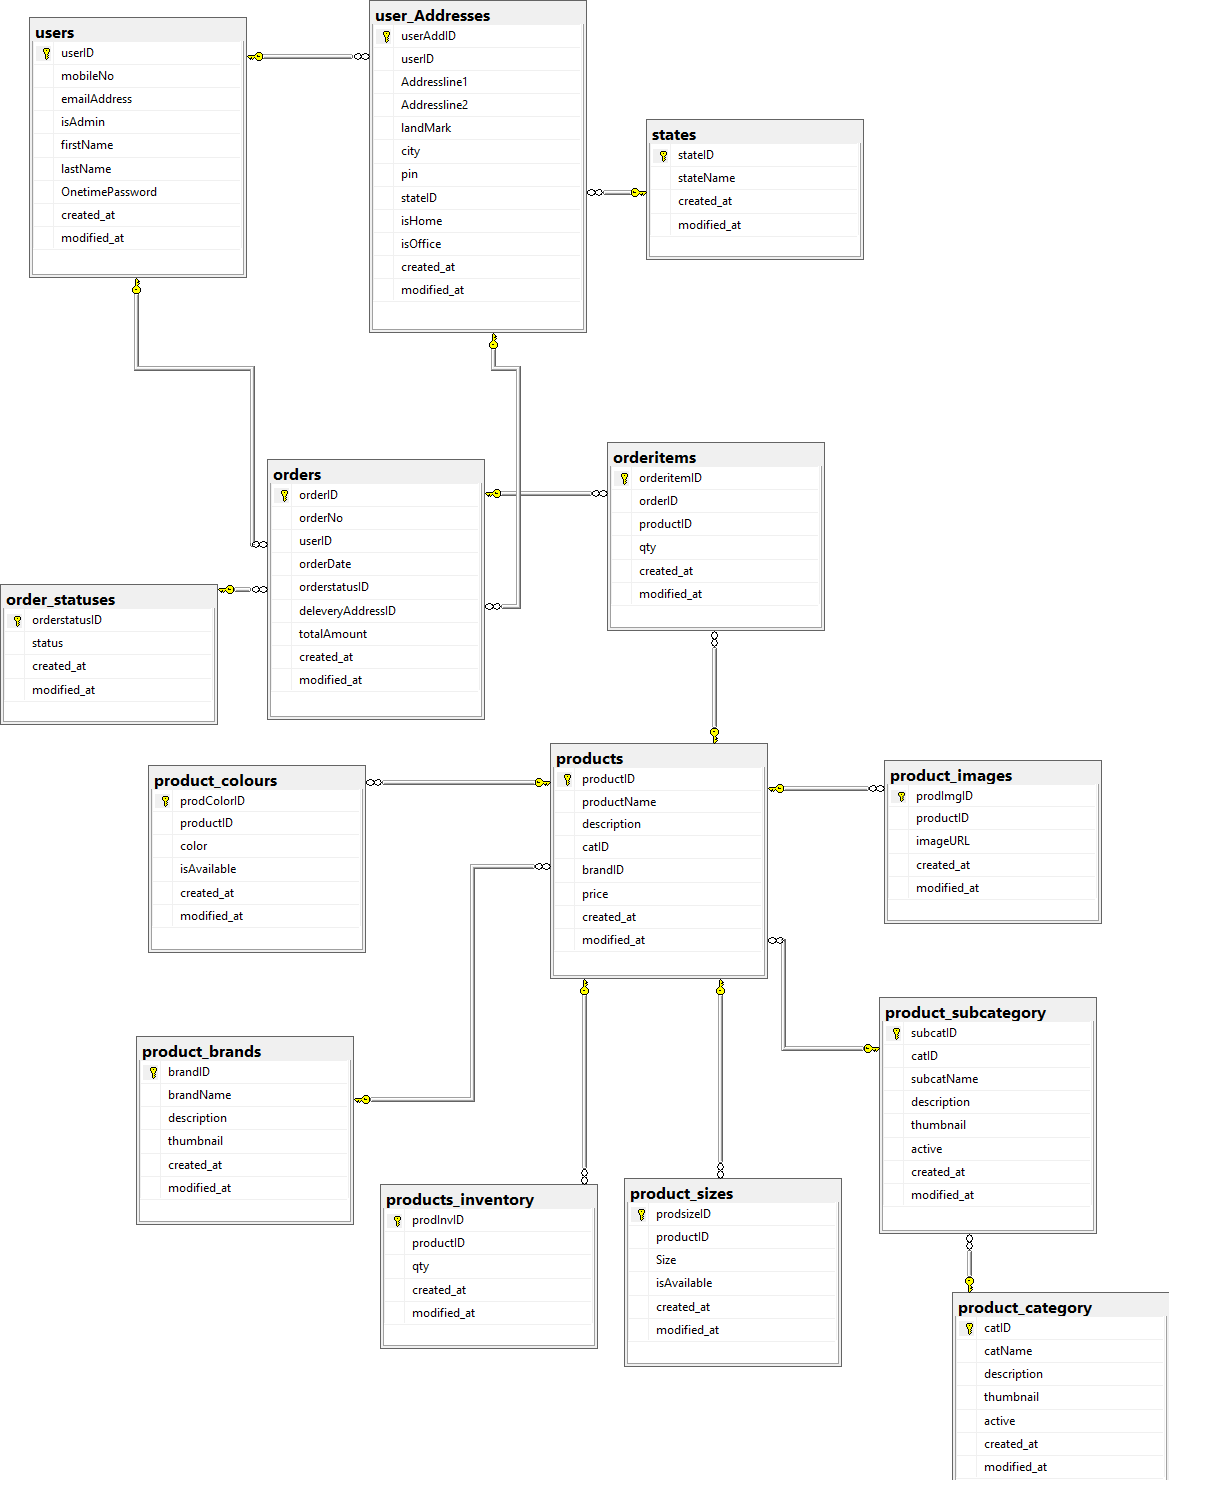 users
userID
mobileNo
emailAddress
isAdmin
firstName
lastName
OnetimePassword
created_at
modified_at
user_Addresses
userAddID
userID
Addressline1
Addressline2
landMark
city
pin
stateID
isHome
isOffice
created_at
modified_at
states
stateID
stateName
created_at
modified_at
orders
orderID
orderNo
userID
orderDate
orderstatusID
deleveryAddressID
totalAmount
created_at
modified_at
orderitems
orderitemID
orderID
productID
qty
created_at
modified_at
order_statuses
orderstatusID
status
created_at
modified_at
product_colours
prodColorID
productID
color
isAvailable
created_at
modified_at
products
productID
productName
description
catID
brandID
price
created_at
modified_at
product_images
prodImgID
productID
imageURL
created_at
modified_at
product_brands
brandID
brandName
description
thumbnail
created_at
modified_at
product_subcategory
subcatID
catID
subcatName
description
thumbnail
active
created_at
modified_at
products_inventory
prodInvID
productID
qty
created_at
modified_at
product_sizes
prodsizeID
productID
Size
isAvailable
created_at
modified_at
product_category
catID
catName
description
thumbnail
active
created_at
modified_at